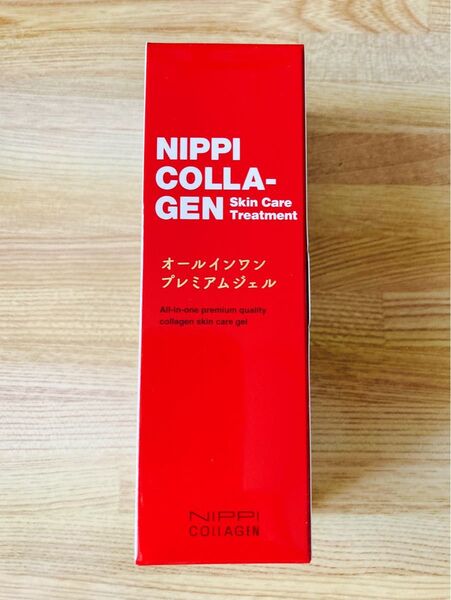 NIPPI
COLLA-
GEN Skin Care
Treatment
オールインワン
プレミアムジェル
All-in-one premium quality
collagen skin care gel
NIPPI
COllAGEN